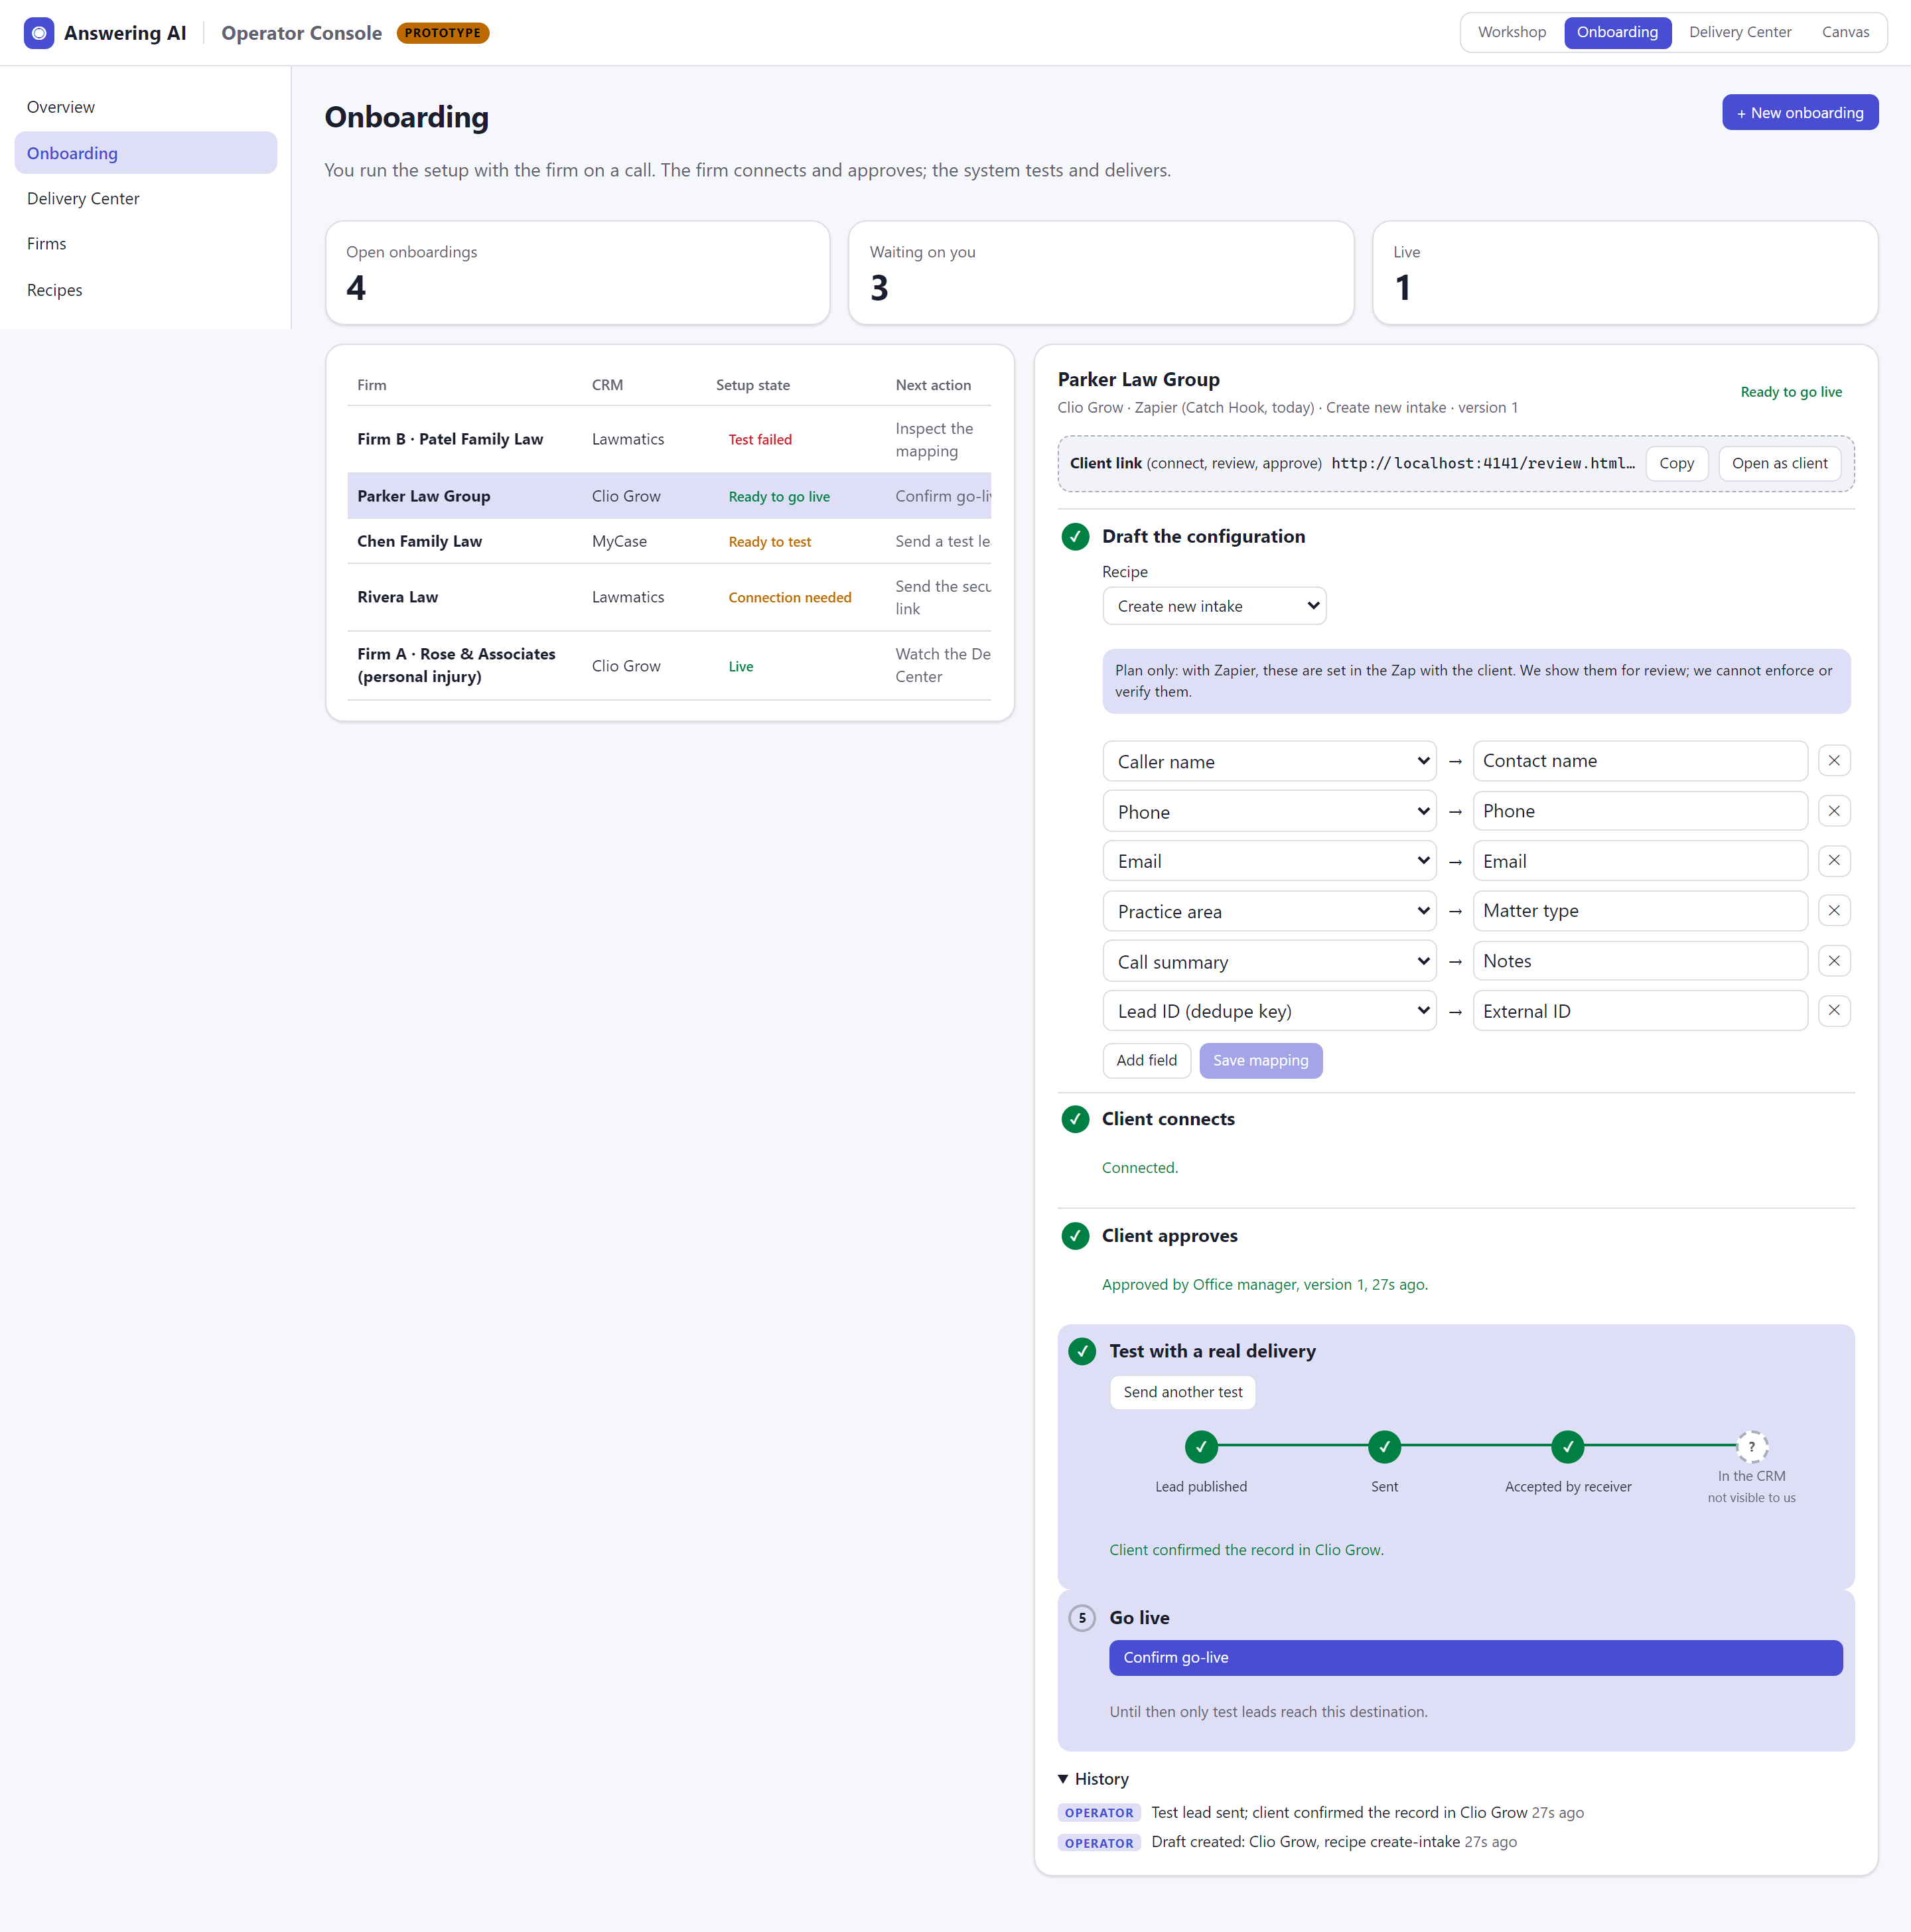 Answering AI
Operator Console
PROTOTYPE
Workshop
Onboarding
Delivery Center
Canvas
Overview
Onboarding
Delivery Center
Firms
Recipes
Onboarding
+ New onboarding
You run the setup with the firm on a call. The firm connects and approves; the system tests and delivers.
Open onboardings
4
Waiting on you
3
Live
1
Firm CRM Setup state Next action
Firm B · Patel Family Law Lawmatics Test failed Inspect the
mapping
Parker Law Group Clio Grow Ready to go live Confirm go-li
Chen Family Law MyCase Ready to test Send a test le
Rivera Law Lawmatics Connection needed Send the secu
link
Firm A · Rose & Associates
(personal injury) Clio Grow Live Watch the De
Center
Parker Law Group
Clio Grow · Zapier (Catch Hook, today) · Create new intake · version 1
Ready to go live
Client link (connect, review, approve) http://localhost:4141/review.html…
Copy
Open as client
✓ Draft the configuration
Recipe
Create new intake
Plan only: with Zapier, these are set in the Zap with the client. We show them for review; we cannot enforce or
verify them.
Caller name → Contact name ×
Phone → Phone ×
Email → Email ×
Practice area → Matter type ×
Call summary → Notes ×
Lead ID (dedupe key) → External ID ×
Add field
Save mapping
✓ Client connects
Connected.
✓ Client approves
Approved by Office manager, version 1, 27s ago.
✓ Test with a real delivery
Send another test
✓ ✓ ✓ ?
Lead published Sent Accepted by receiver In the CRM
not visible to us
Client confirmed the record in Clio Grow.
5 Go live
Confirm go-live
Until then only test leads reach this destination.
▼ History
OPERATOR Test lead sent; client confirmed the record in Clio Grow 27s ago
OPERATOR Draft created: Clio Grow, recipe create-intake 27s ago